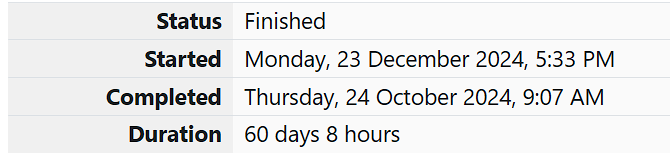 Status Finished
Started Monday, 23 December 2024, 5:33 PM
Completed Thursday, 24 October 2024, 9:07 AM
Duration 60 days 8 hours